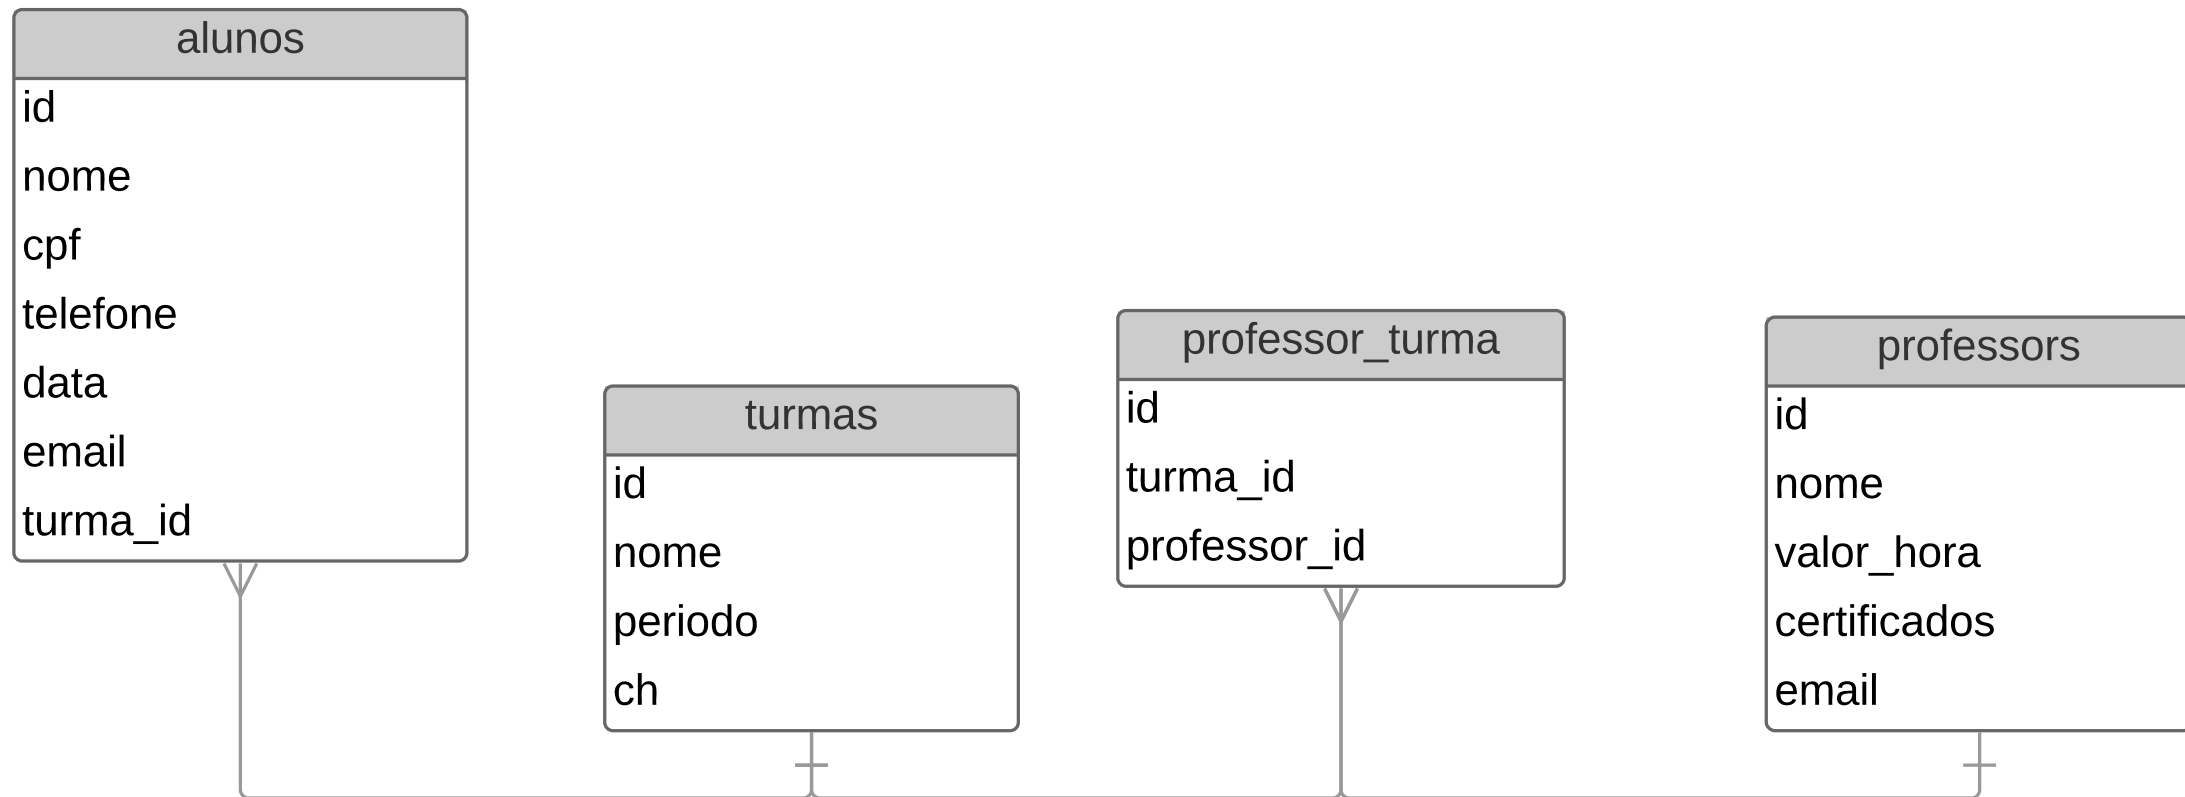 alunos
id
nome
cpf
telefone
data
email
turma_id
turmas
id
nome
periodo
ch
professor_turma
id
turma_id
professor_id
professors
id
nome
valor_hora
certificados
email